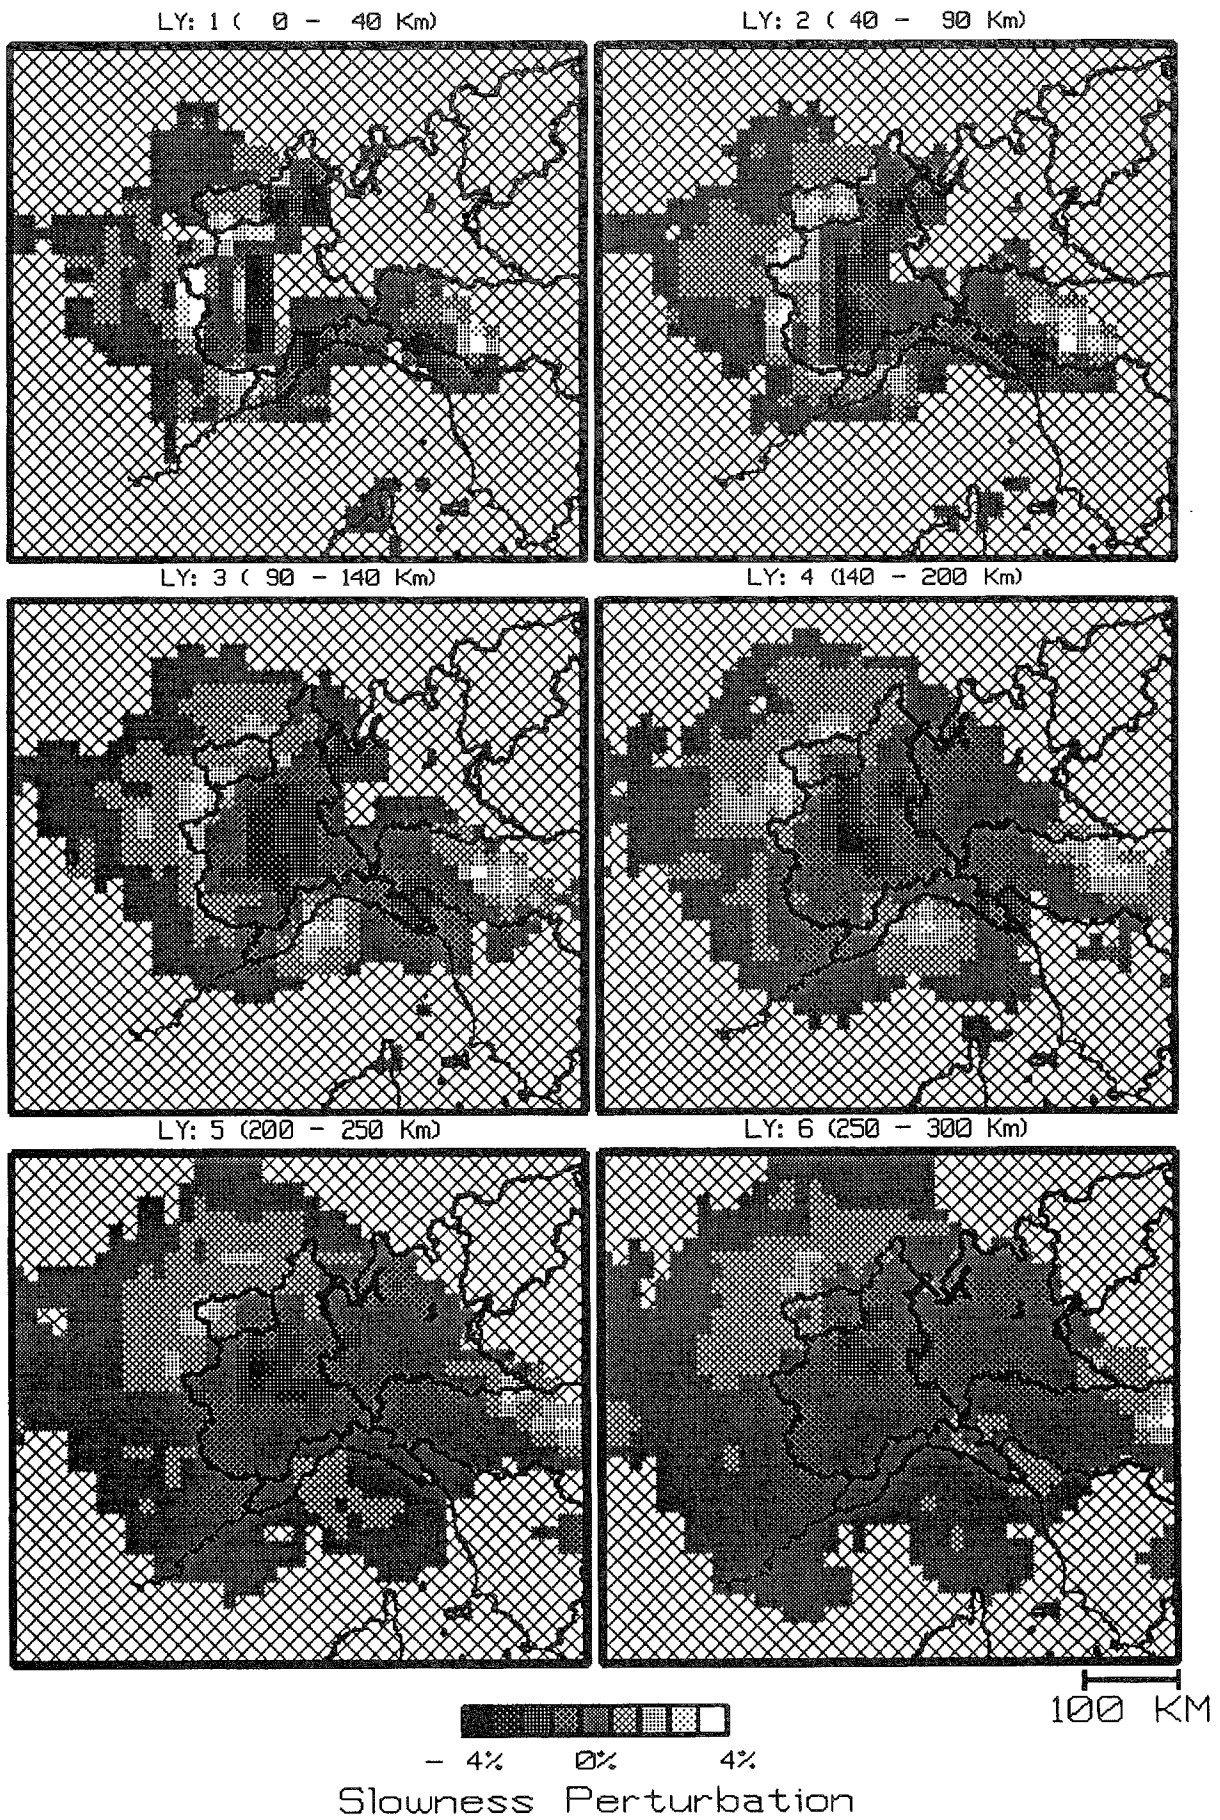 LY: 1 ( 0 - 40 Km)
LY: 2 ( 40 - 90 Km)
LY: 3 ( 90 - 140 Km)
LY: 4 (140 - 200 Km)
LY: 5 (200 - 250 Km)
LY: 6 (250 - 300 Km)
100 KM
- 4% 0% 4%
Slowness Perturbation